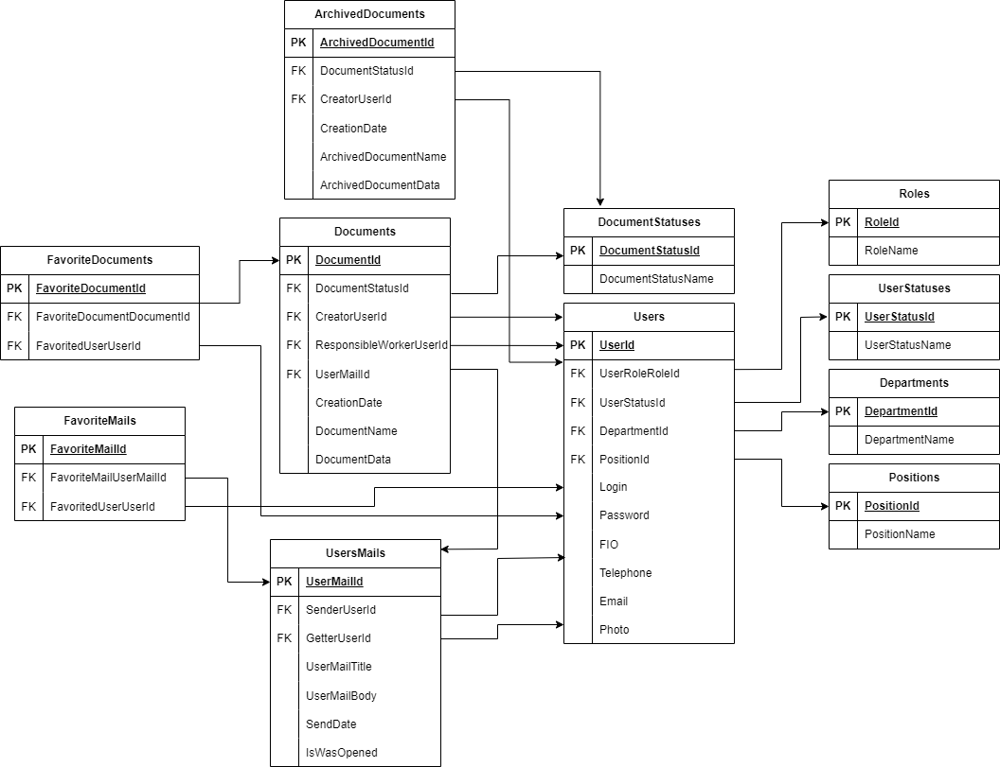 ArchivedDocuments
PK ArchivedDocumentId
FK DocumentStatusId
FK CreatorUserId
CreationDate
ArchivedDocumentName
ArchivedDocumentData
FavoriteDocuments
PK FavoriteDocumentId
FK FavoriteDocumentDocumentId
FK FavoritedUserUserId
Documents
PK DocumentId
FK DocumentStatusId
FK CreatorUserId
FK ResponsibleWorkerUserId
FK UserMailId
CreationDate
DocumentName
DocumentData
DocumentStatuses
PK DocumentStatusId
DocumentStatusName
Users
PK UserId
FK UserRoleRoleId
FK UserStatusId
FK DepartmentId
FK PositionId
Login
Password
FIO
Telephone
Email
Photo
Roles
PK RoleId
RoleName
UserStatuses
PK UserStatusId
UserStatusName
Departments
PK DepartmentId
DepartmentName
Positions
PK PositionId
PositionName
FavoriteMails
PK FavoriteMailId
FK FavoriteMailUserMailId
FK FavoritedUserUserId
UsersMails
PK UserMailId
FK SenderUserId
FK GetterUserId
UserMailTitle
UserMailBody
SendDate
IsWasOpened